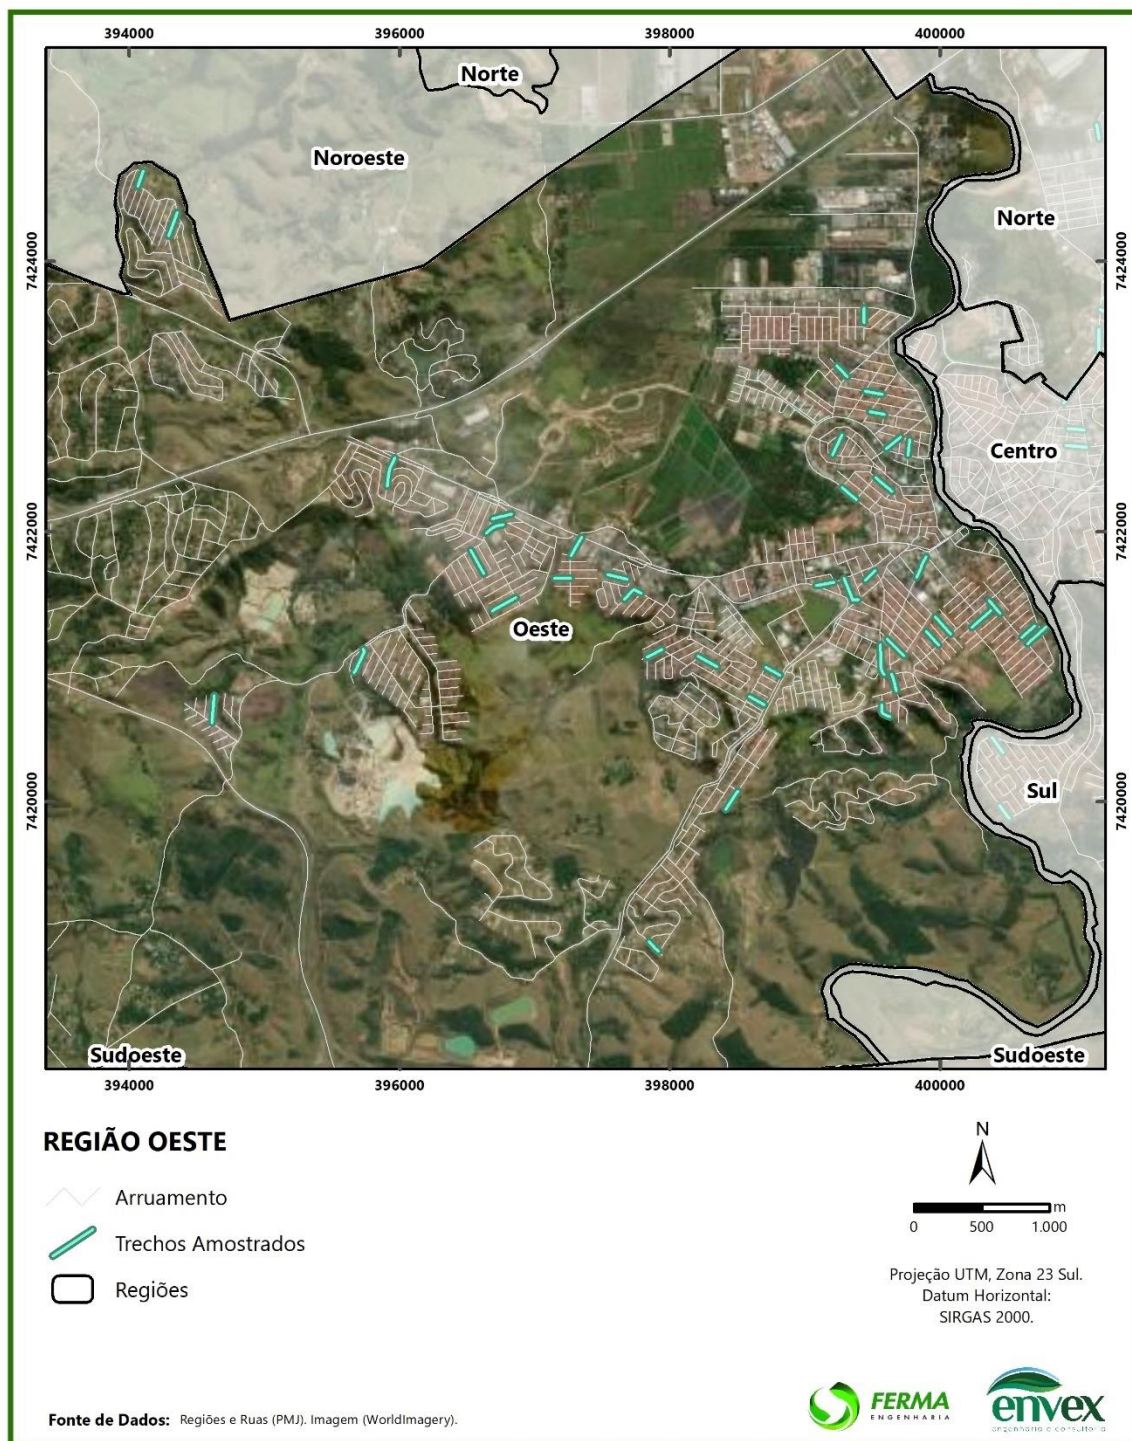 394000 396000 398000 400000
Norte
Noroeste
Norte
7424000 7424000
Centro
7422000 7422000
Oeste
Sul
7420000 7420000
Sudoeste Sudoeste
394000 396000 398000 400000
REGIÃO OESTE
N
Arruamento
m
0 500 1.000
Trechos Amostrados
Regiões
Projeção UTM, Zona 23 Sul.
Datum Horizontal:
SIRGAS 2000.
FERMA
ENGENHARIA
envex
engenharia e consultoria
Fonte de Dados: Regiões e Ruas (PMJ). Imagem (WorldImagery).